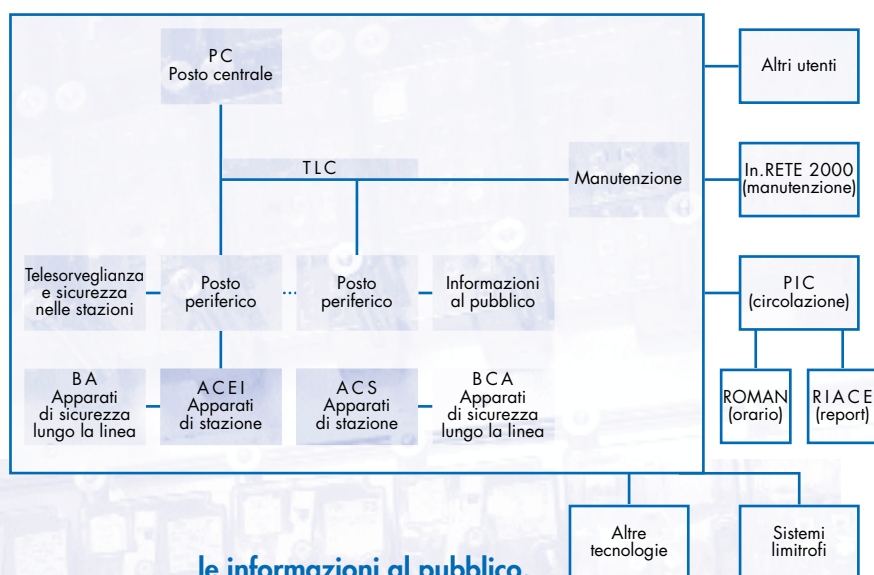 PC
Posto centrale
Altri utenti
TLC
Manutenzione
In.RETE 2000
(manutenzione)
Telesorveglianza
e sicurezza
nelle stazioni
Posto
periferico
...
Posto
periferico
Informazioni
al pubblico
PIC
(circolazione)
BA
Apparati
di sicurezza
lungo la linea
ACEI
Apparati
di stazione
ACS
Apparati
di stazione
BCA
Apparati
di sicurezza
lungo la linea
ROMAN
(orario)
RIACE
(report)
Altre
tecnologie
Sistemi
limitrofi
le informazioni al pubblico,